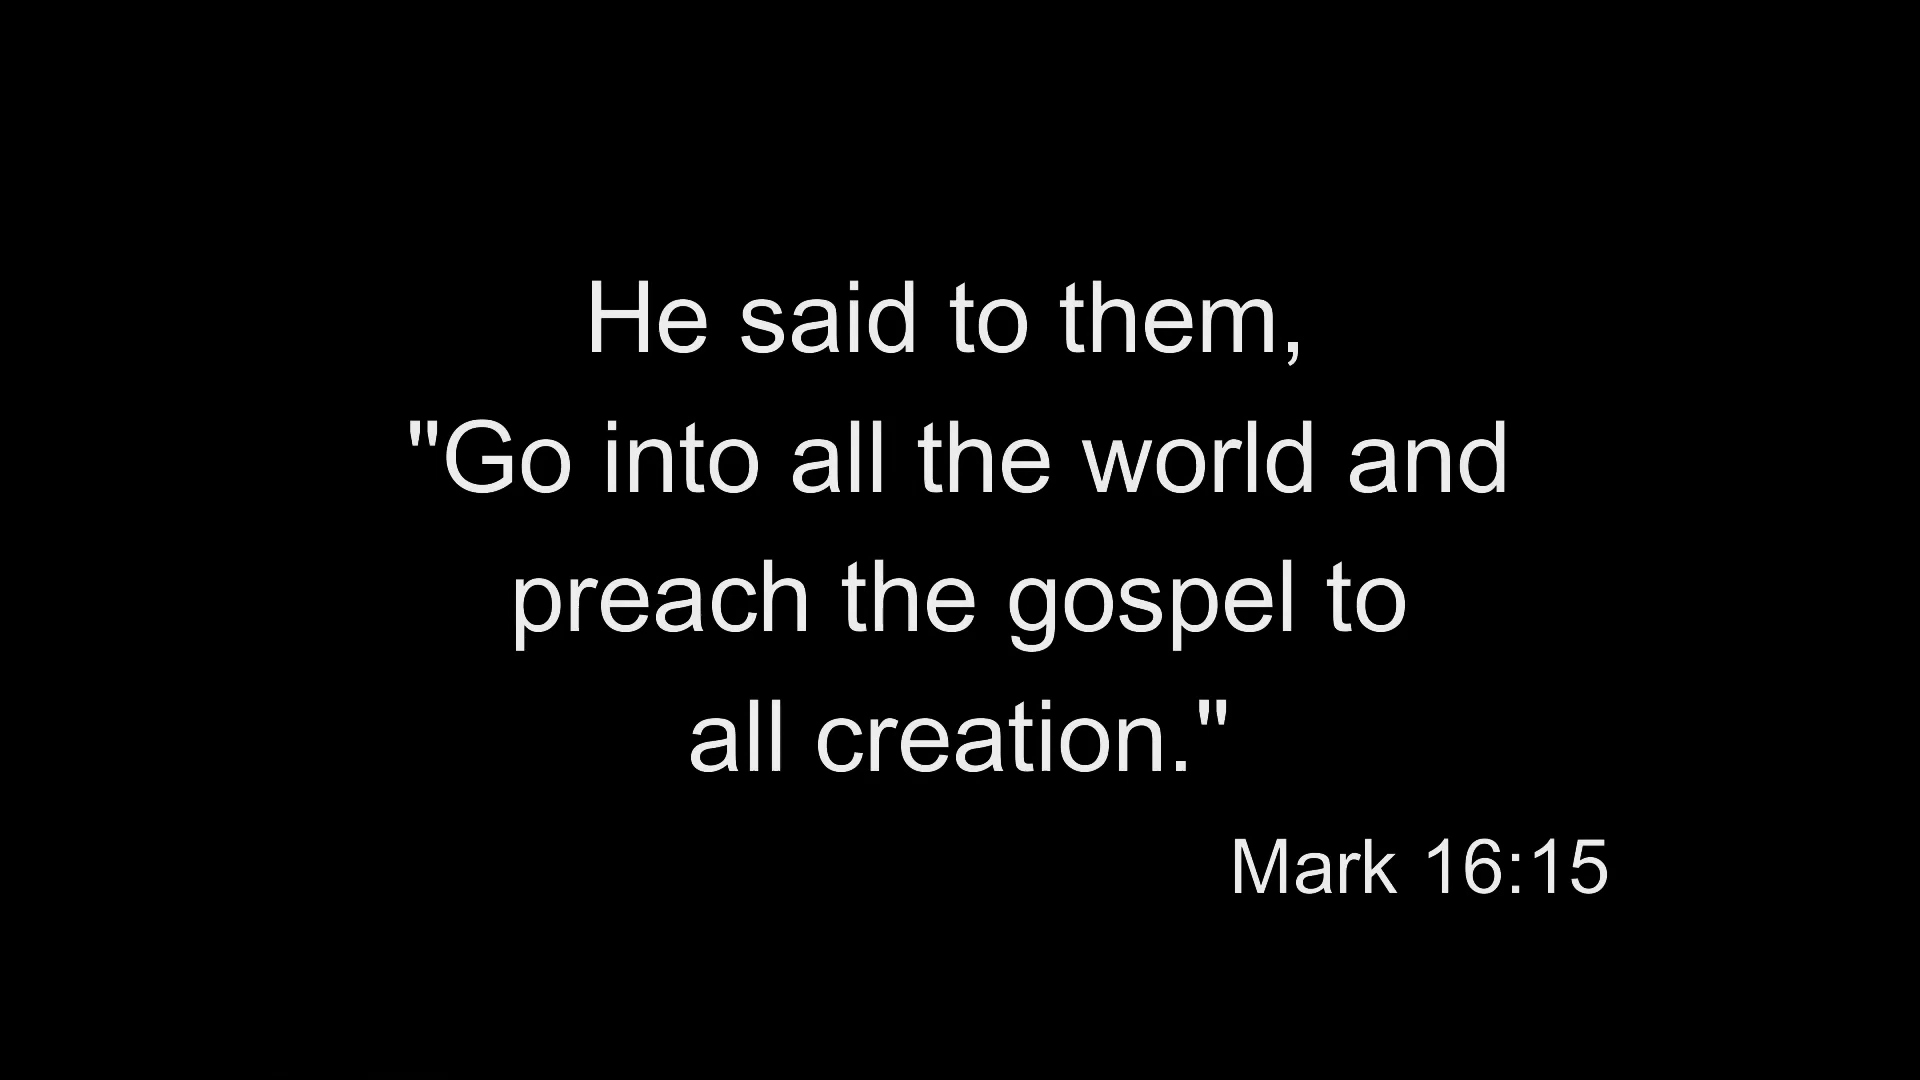 He said to them,
"Go into all the world and
preach the gospel to
all creation."
Mark 16:15